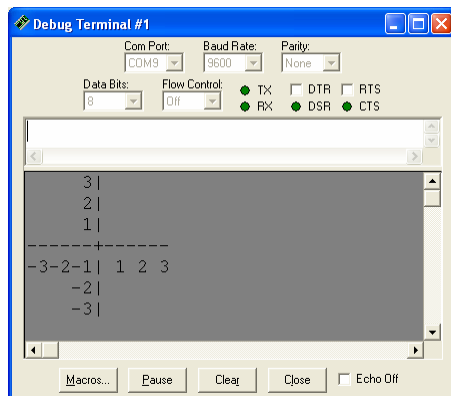 Debug Terminal #1
Com Port: Baud Rate: Parity:
COM9 9600 None
Data Bits: Flow Control: TX DTR RTS
8 Off RX DSR CTS
3|
2|
1|
------+------
-3-2-1| 1 2 3
-2|
-3|
Macros... Pause Clear Close Echo Off